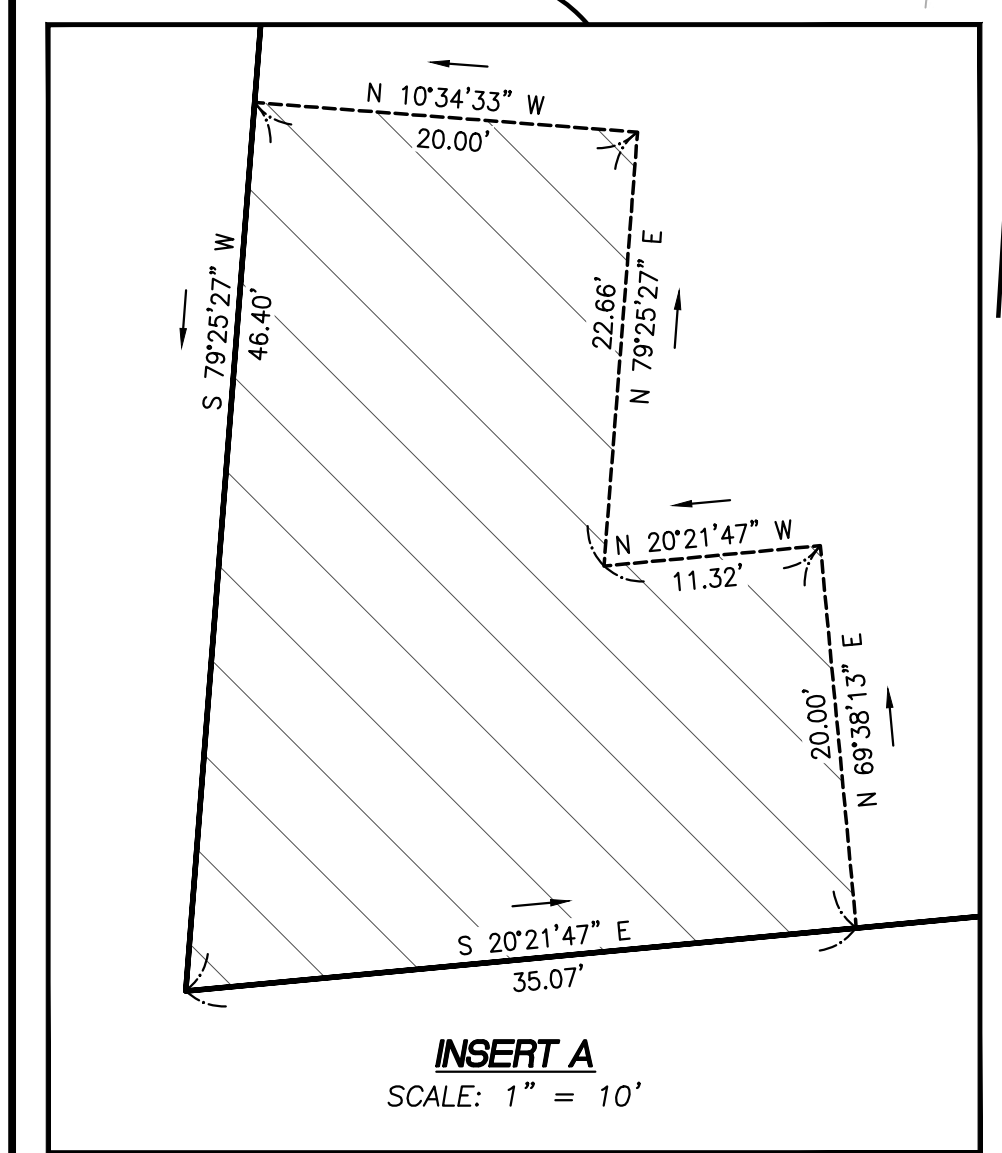 N 10°34'33” W
20.00'
S 79°25'27” W
46.40'
22.66'
N 79°25'27” E
N 20°21'47” W
11.32'
20.00'
N 69°38'13” E
S 20°21'47” E
35.07'
INSERT A
SCALE: 1” = 10'